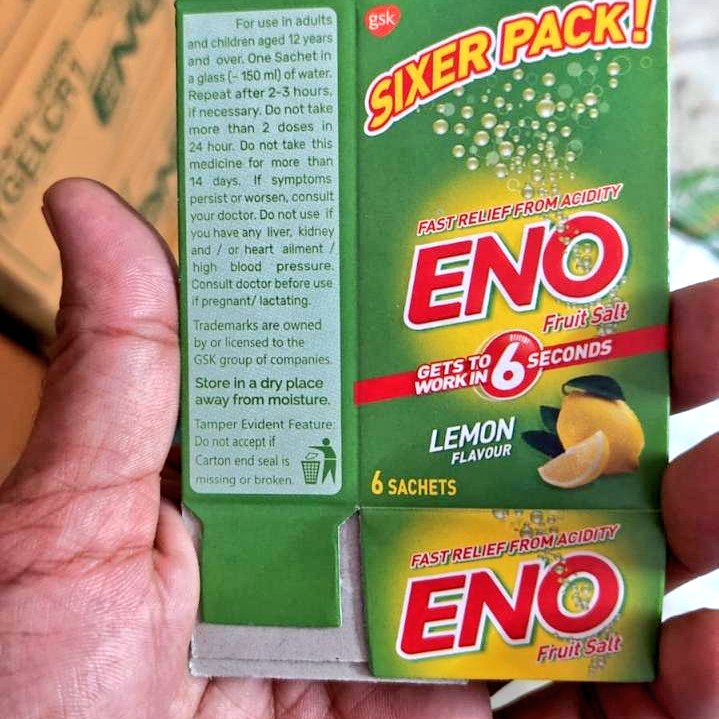 For use in adults
and children aged 12 years
and over. One Sachet in
a glass (~ 150 ml) of water.
Repeat after 2-3 hours,
if necessary. Do not take
more than 2 doses in
24 hour. Do not take this
medicine for more than
14 days. If symptoms
persist or worsen, consult
your doctor. Do not use if
you have any liver, kidney
and / or heart ailment /
high blood pressure.
Consult doctor before use
if pregnant/ lactating.
Trademarks are owned
by or licensed to the
GSK group of companies.
Store in a dry place
away from moisture.
Tamper Evident Feature:
Do not accept if
Carton end seal is
missing or broken.
gsk
SIXER PACK!
FAST RELIEF FROM ACIDITY
ENO
Fruit Salt
GETS TO
WORK IN 6 SECONDS
LEMON
FLAVOUR
6 SACHETS
FAST RELIEF FROM ACIDITY
ENO
Fruit Salt